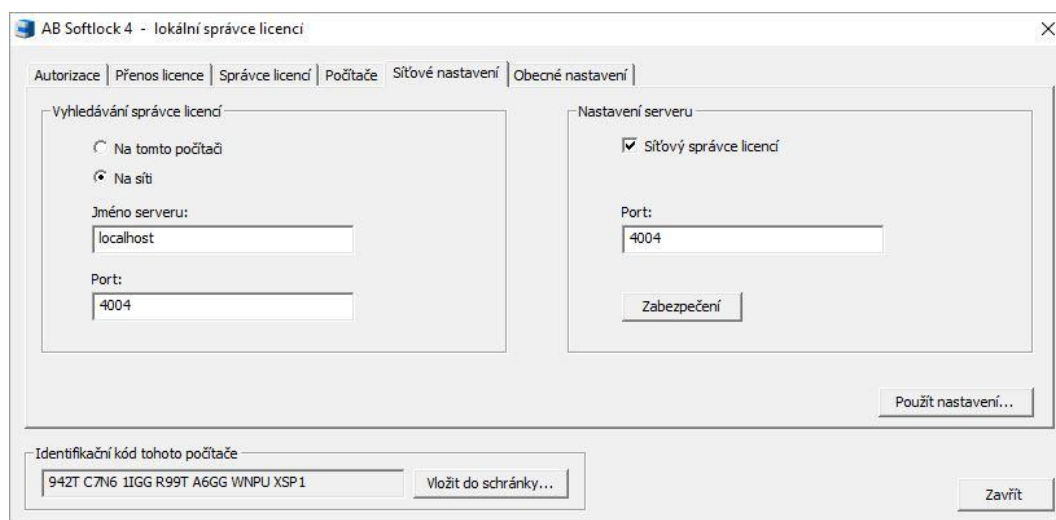 AB Softlock 4 - lokální správce licencí
Autorizace Přenos licence Správce licencí Počítače Síťové nastavení Obecné nastavení
Vyhledávání správce licencí
Na tomto počítači
Na síti
Jméno serveru:
localhost
Port:
4004
Nastavení serveru
Síťový správce licencí
Port:
4004
Zabezpečení
Použít nastavení...
Identifikační kód tohoto počítače
942T C7N6 1IGG R99T A6GG WNPU XSP1
Vložit do schránky...
Zavřít